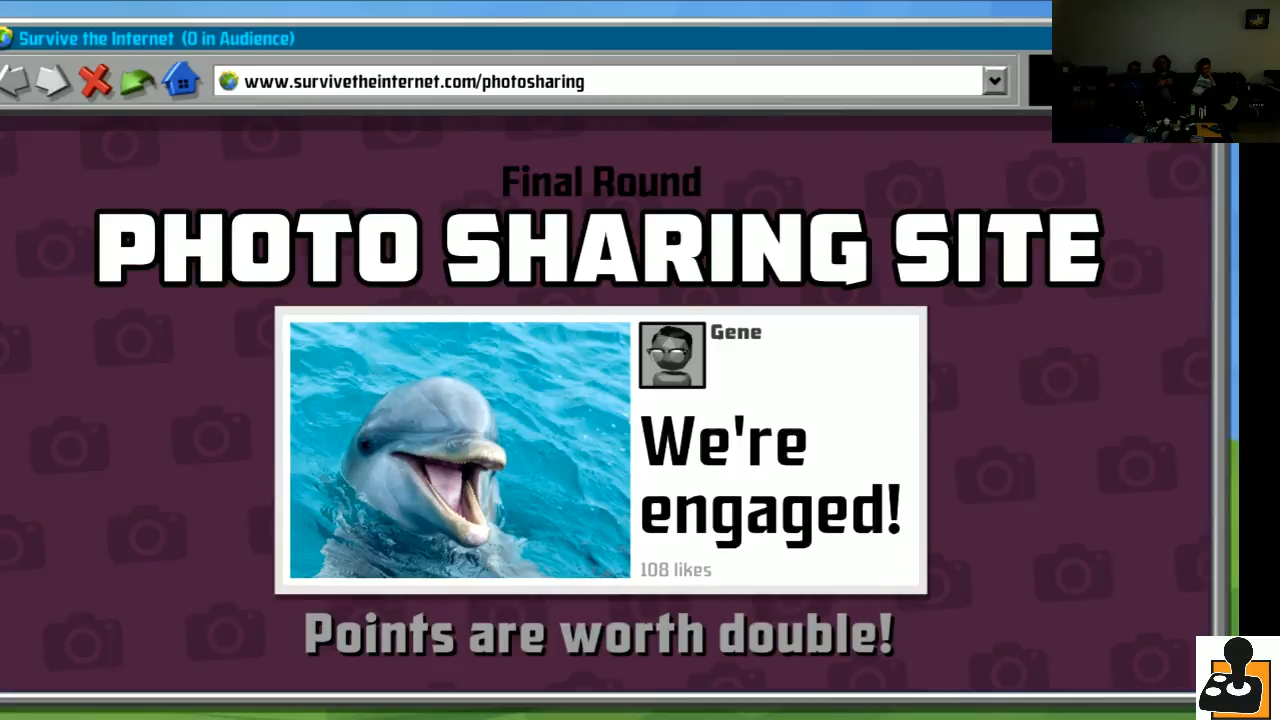 Survive the Internet (0 in Audience)
www.survivetheinternet.com/photosharing
Final Round
PHOTO SHARING SITE
Gene
We're
engaged!
108 likes
Points are worth double!